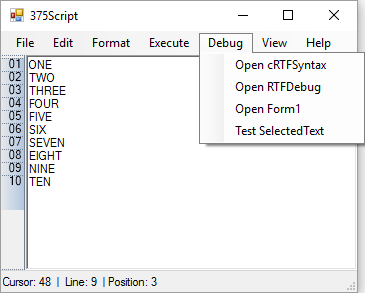 375Script
File Edit Format Execute Debug View Help
01 ONE
02 TWO
03 THREE
04 FOUR
05 FIVE
06 SIX
07 SEVEN
08 EIGHT
09 NINE
10 TEN
Open cRTFSyntax
Open RTFDebug
Open Form1
Test SelectedText
Cursor: 48 | Line: 9 | Position: 3